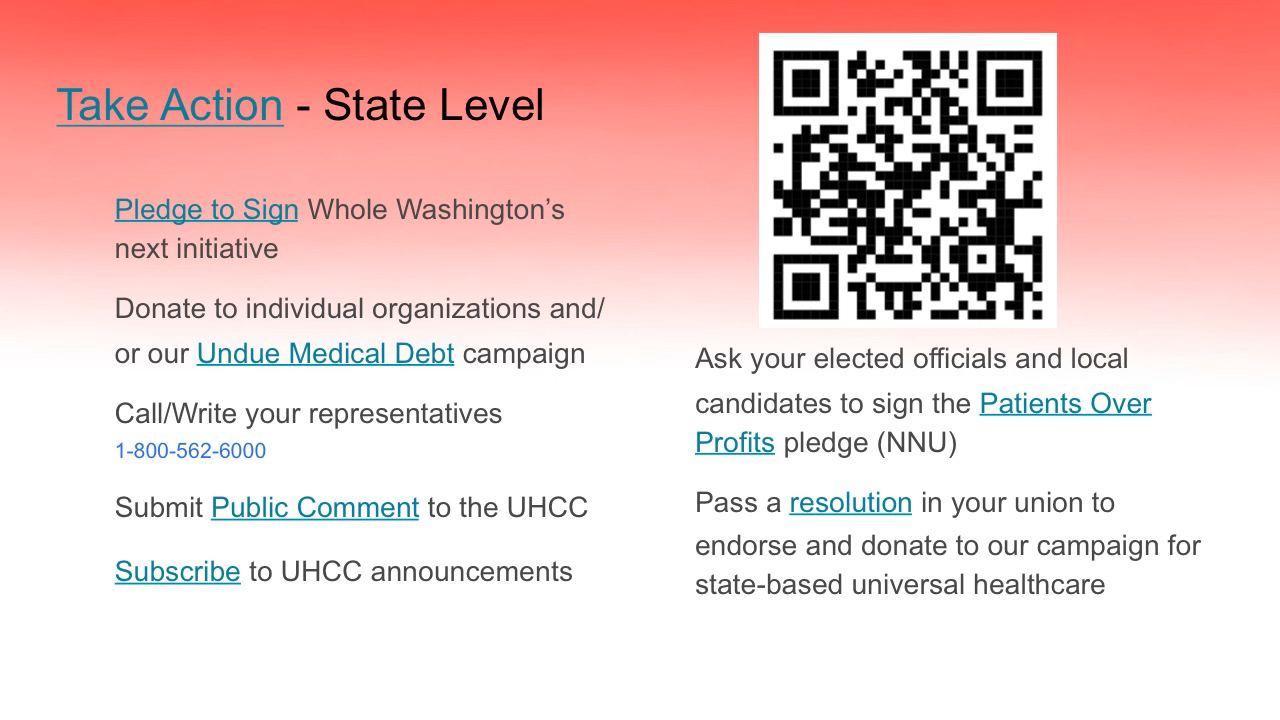 Take Action - State Level
Pledge to Sign Whole Washington’s
next initiative
Donate to individual organizations and/
or our Undue Medical Debt campaign
Call/Write your representatives
1-800-562-6000
Submit Public Comment to the UHCC
Subscribe to UHCC announcements
Ask your elected officials and local
candidates to sign the Patients Over
Profits pledge (NNU)
Pass a resolution in your union to
endorse and donate to our campaign for
state-based universal healthcare